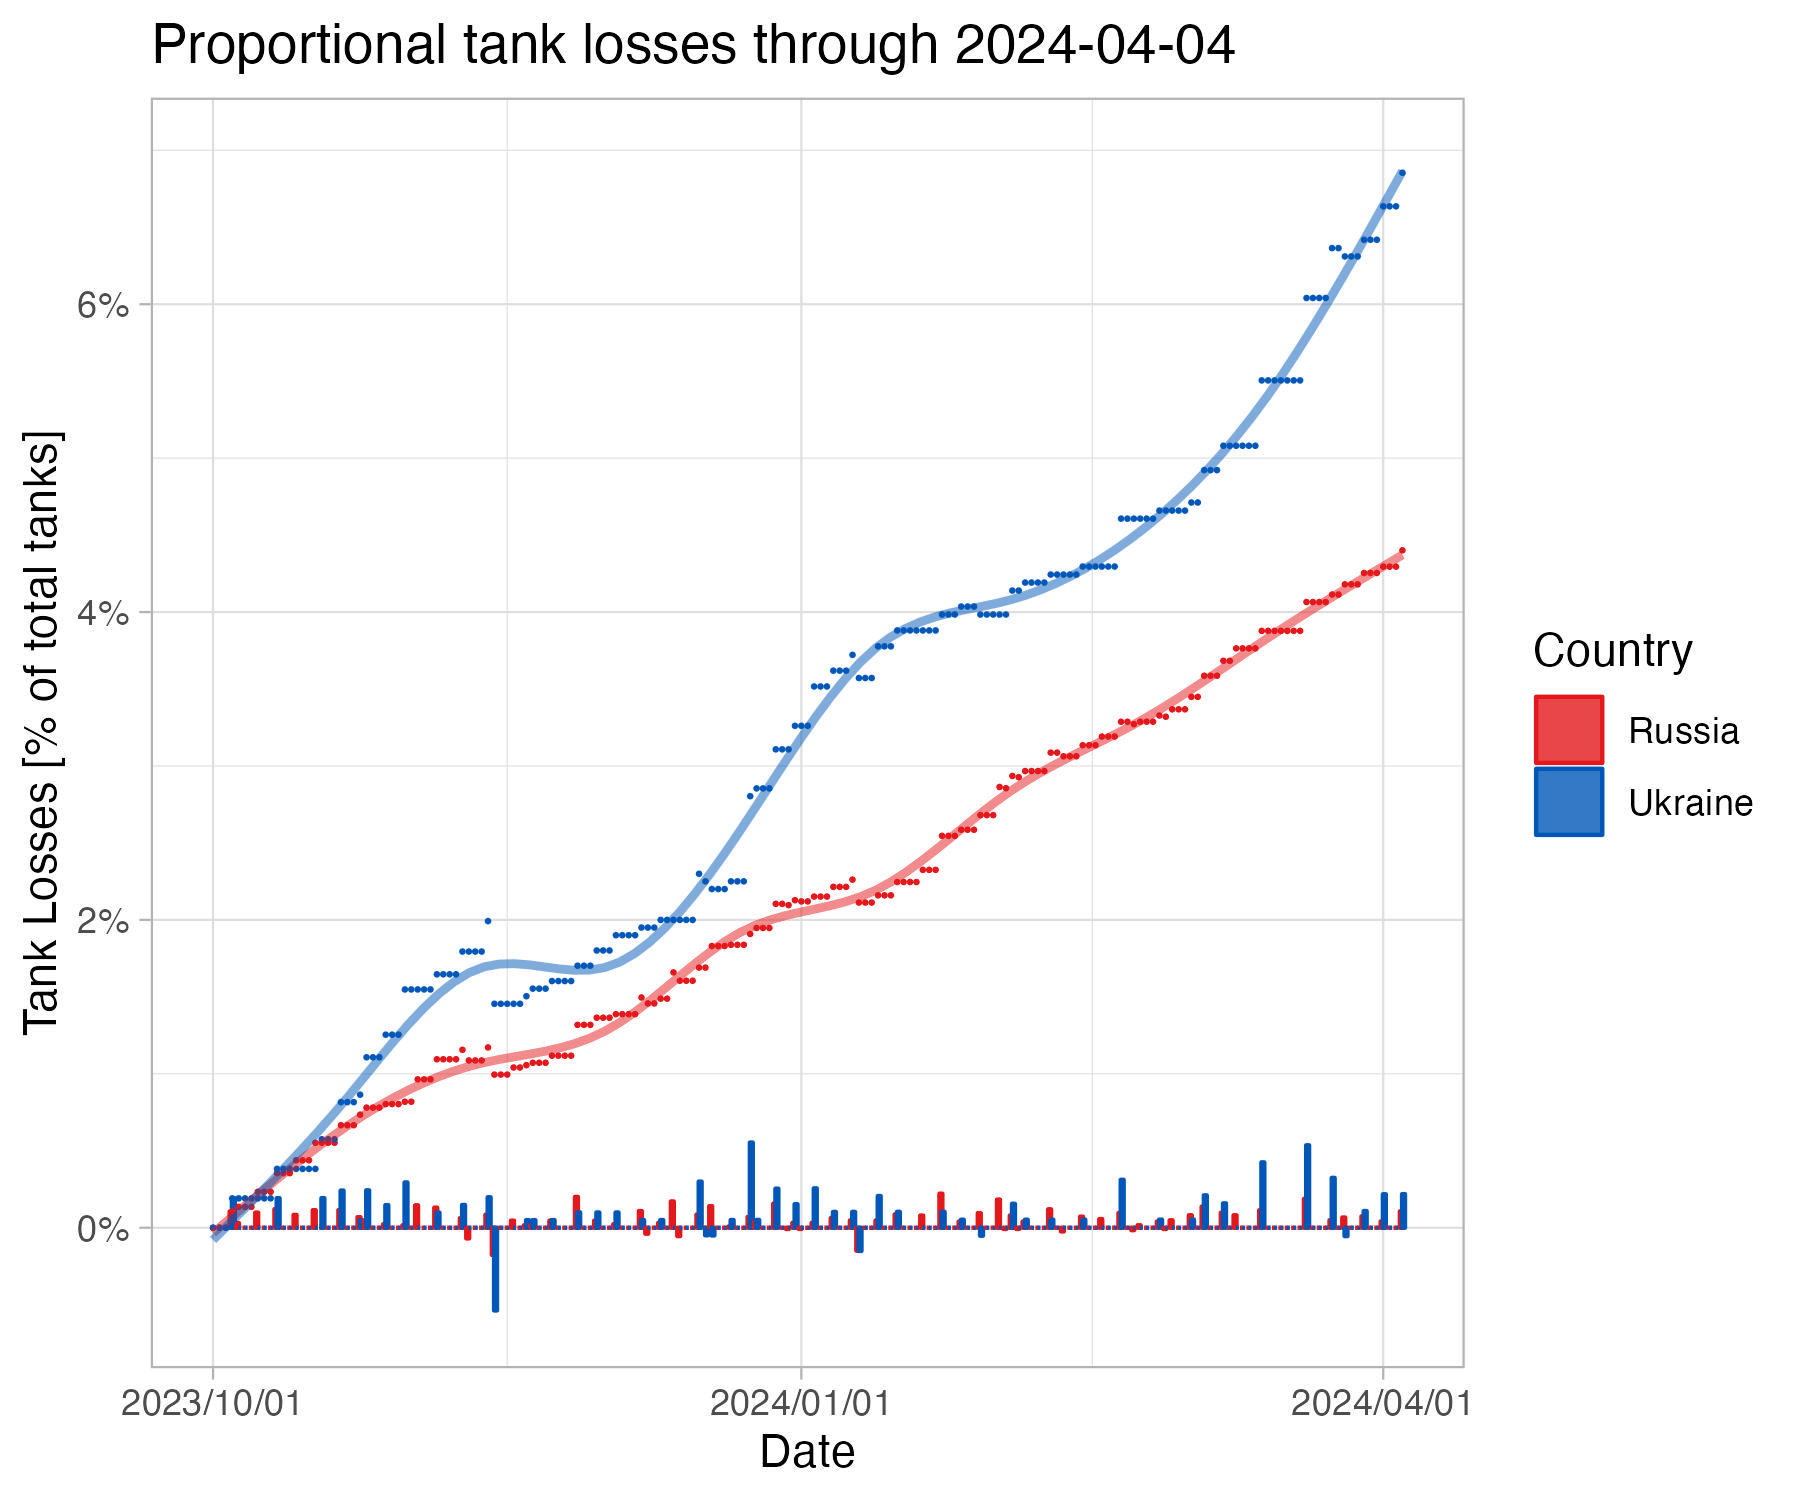 Proportional tank losses through 2024-04-04
Tank Losses [% of total tanks]
6%
4%
2%
0%
2023/10/01
2024/01/01
2024/04/01
Date
Country
Russia
Ukraine